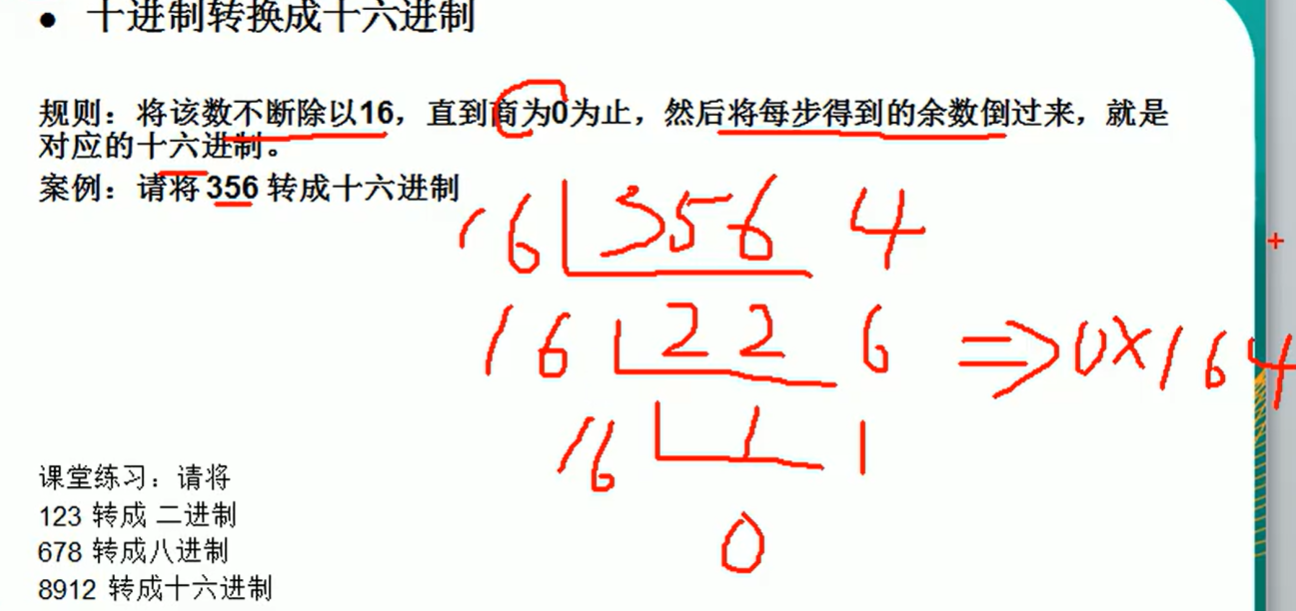 ● 十进制转换成十六进制
规则：将该数不断除以16，直到商为0为止，然后将每步得到的余数倒过来，就是
对应的十六进制。
案例：请将 356 转成十六进制
16 356 4
16 22 6 ⇒ 0X164
16 1 1
0
课堂练习：请将
123 转成 二进制
678 转成八进制
8912 转成十六进制